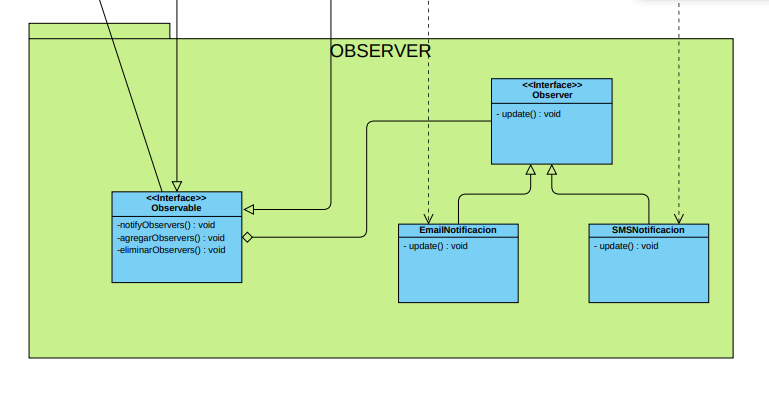 OBSERVER
<<Interface>>
Observer
- update() : void
<<Interface>>
Observable
-notifyObservers() : void
-agregarObservers() : void
-eliminarObservers() : void
EmailNotificacion
- update() : void
SMSNotificacion
- update() : void